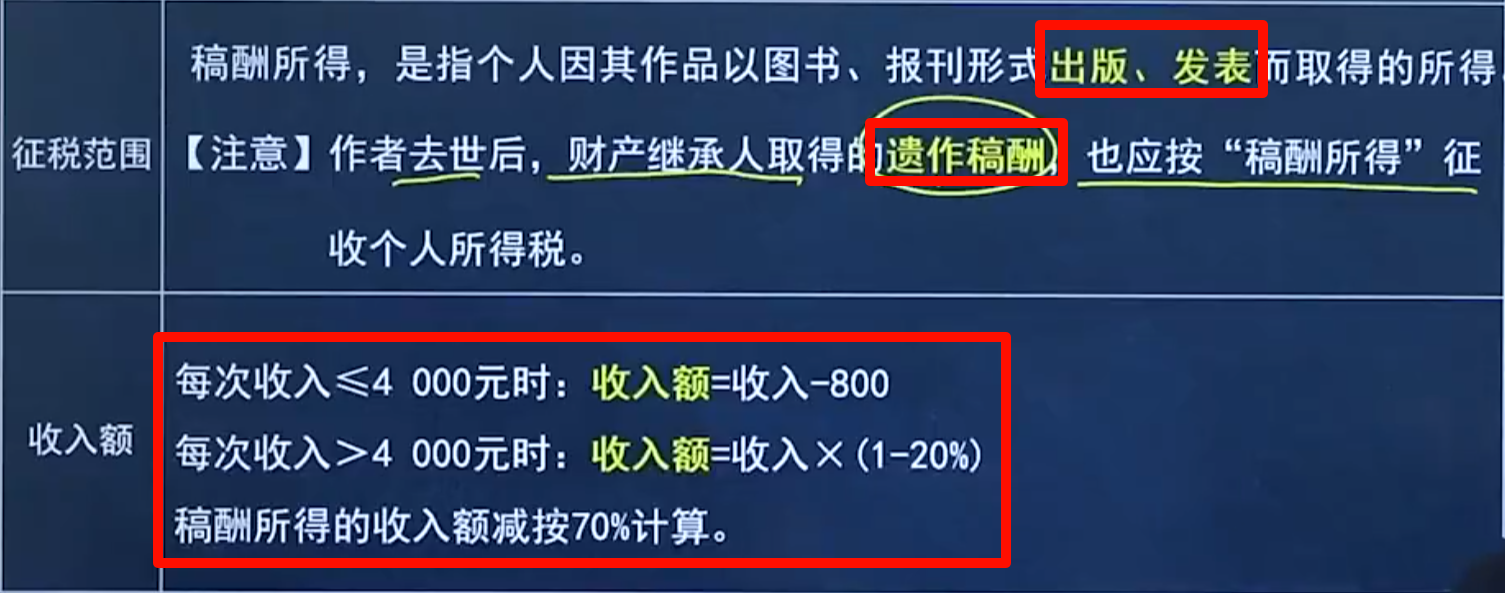 征税范围
稿酬所得，是指个人因其作品以图书、报刊形式出版、发表而取得的所得
【注意】作者去世后，财产继承人取得的遗作稿酬，也应按“稿酬所得”征
收个人所得税。
收入额
每次收入≤4 000元时：收入额=收入-800
每次收入＞4 000元时：收入额=收入×(1-20%)
稿酬所得的收入额减按70%计算。